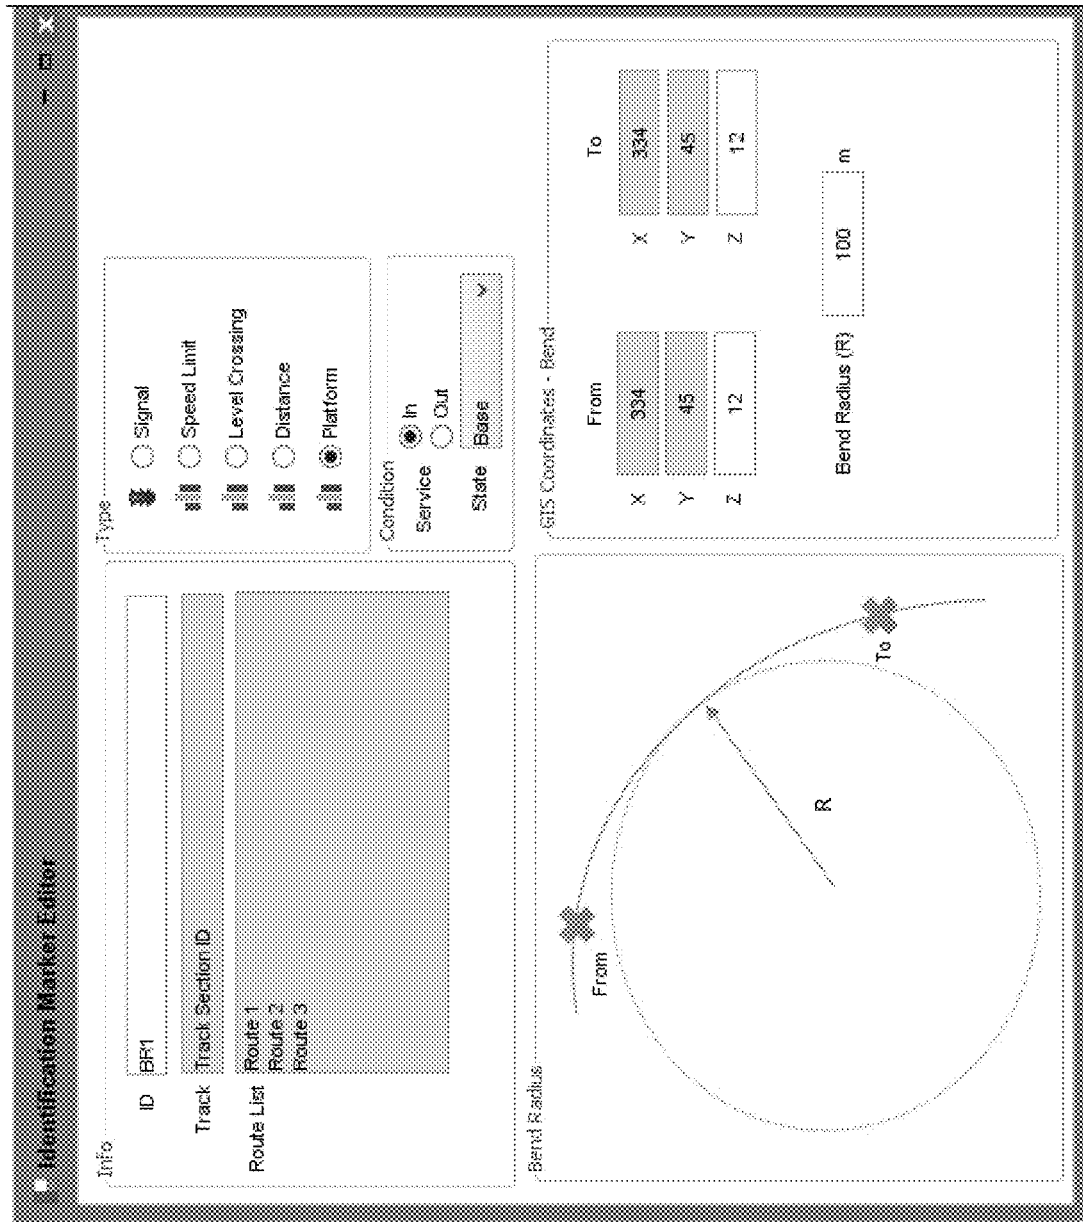 Identification Marker Editor
Info
ID BR1
Track Track Section ID
Route List Route 1
Route 2
Route 3
Type
Signal
Speed Limit
Level Crossing
Distance
Platform
Condition
Service In
Out
State Base
Bend Radius
From
To
R
GIS Coordinates - Bend
From To
X 334 X 334
Y 45 Y 45
Z 12 Z 12
Bend Radius (R) 100 m